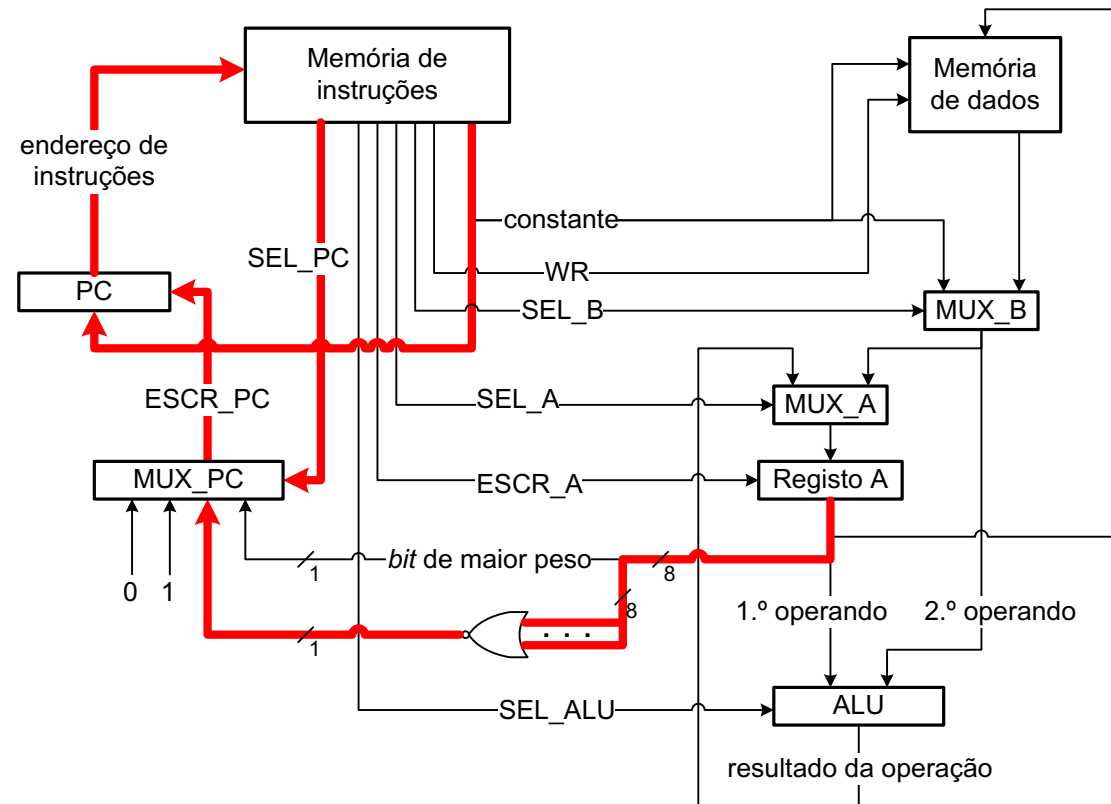 Memória de
instruções
Memória
de dados
endereço de
instruções
constante
SEL_PC
WR
PC
SEL_B
MUX_B
ESCR_PC
SEL_A
MUX_A
MUX_PC
ESCR_A
Registo A
bit de maior peso
1
8
0
1
8
1.º operando
2.º operando
. . .
1
SEL_ALU
ALU
resultado da operação